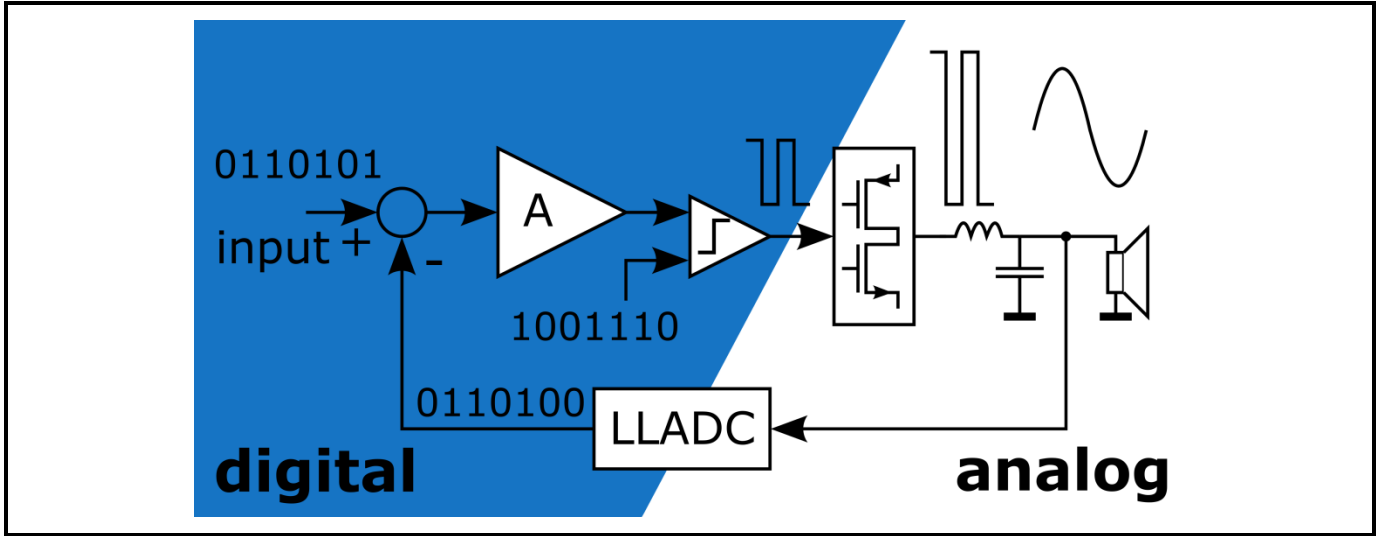 0110101
input +
-
A
1001110
0110100
LLADC
digital
analog